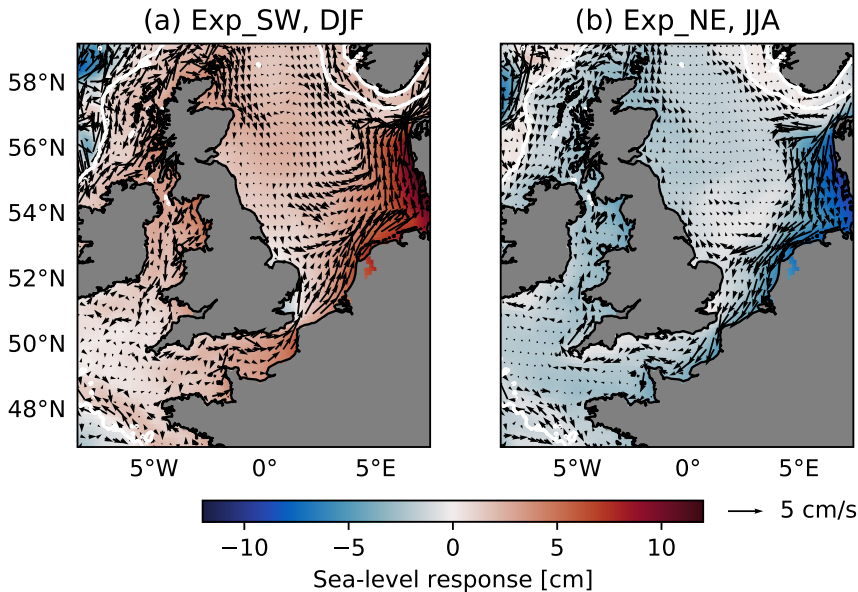 (a) Exp_SW, DJF
(b) Exp_NE, JJA
58°N
56°N
54°N
52°N
50°N
48°N
5°W 0° 5°E
5°W 0° 5°E
5 cm/s
−10 −5 0 5 10
Sea-level response [cm]